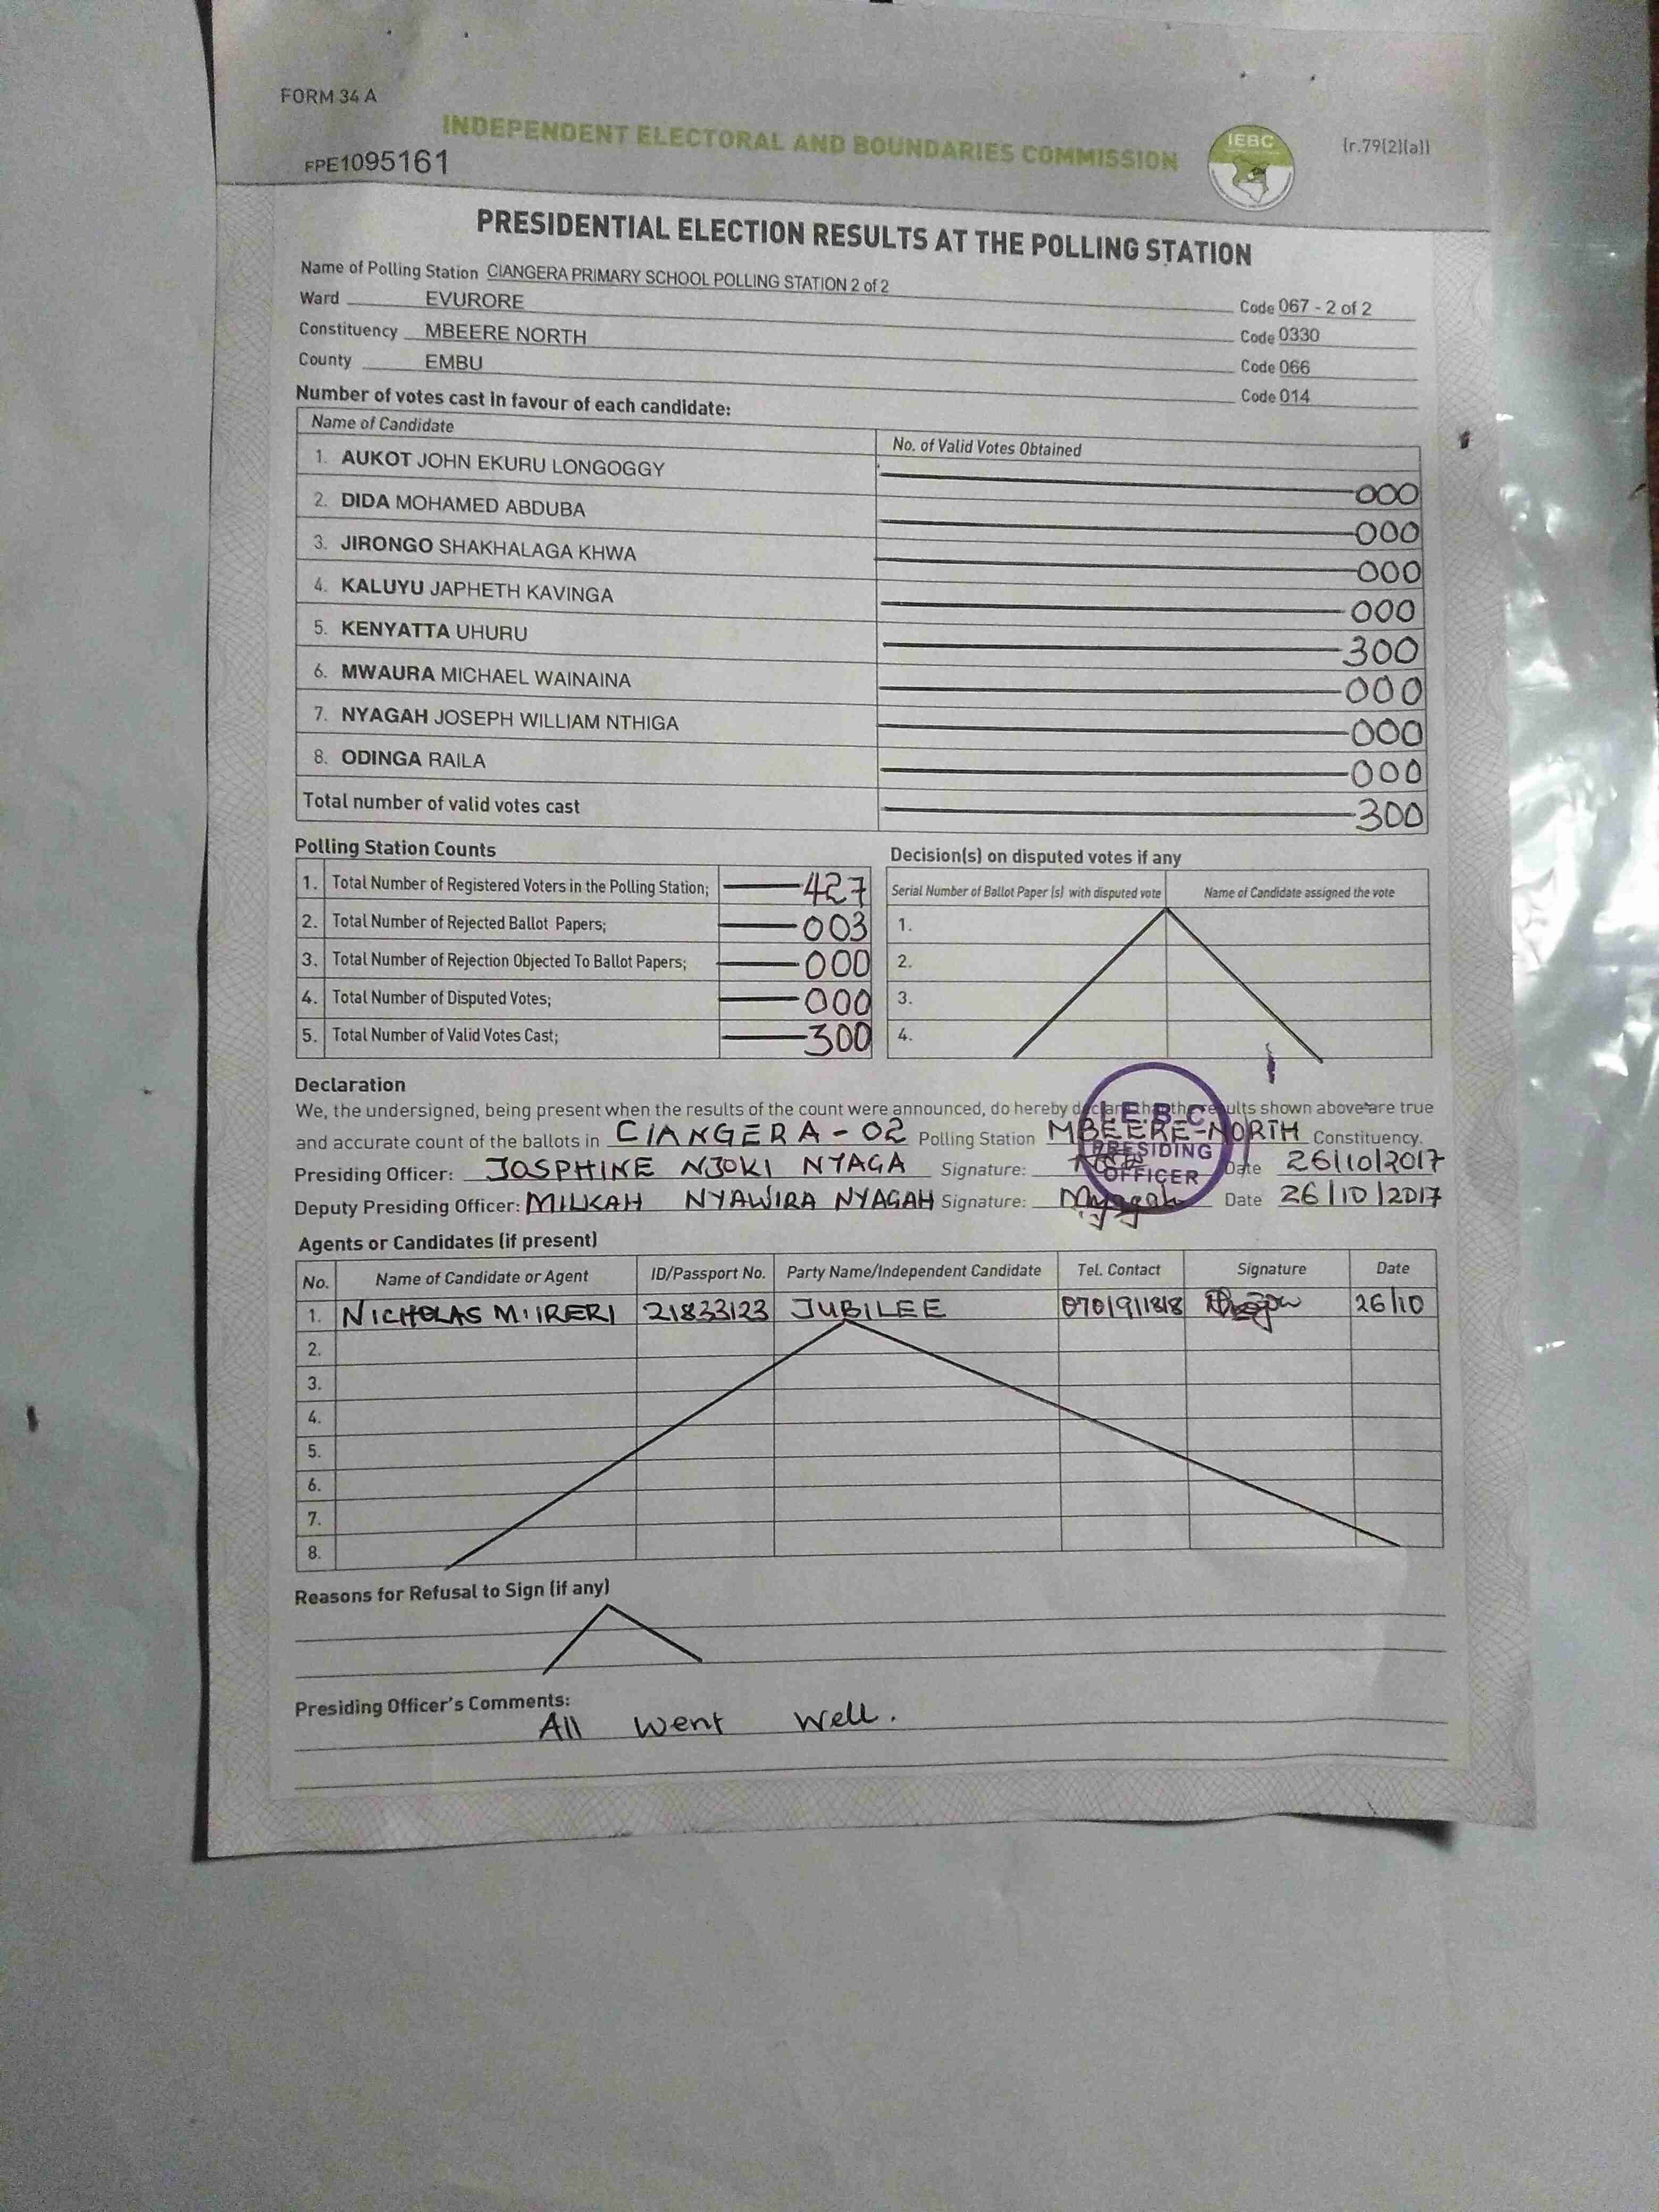 FORM 34 A
INDEPENDENT ELECTORAL AND BOUNDARIES COMMISSION
IEBC
(r.79(2)(a))
FPE1095161
PRESIDENTIAL ELECTION RESULTS AT THE POLLING STATION
Name of Polling Station CIANGERA PRIMARY SCHOOL POLLING STATION 2 of 2 Code 067 - 2 of 2
Ward EVURORE Code 0330
Constituency MBEERE NORTH Code 066
County EMBU Code 014
Number of votes cast in favour of each candidate:
Name of Candidate No. of Valid Votes Obtained
1. AUKOT JOHN EKURU LONGOGGY 000
2. DIDA MOHAMED ABDUBA 000
3. JIRONGO SHAKHALAGA KHWA 000
4. KALUYU JAPHETH KAVINGA 000
5. KENYATTA UHURU 300
6. MWAURA MICHAEL WAINAINA 000
7. NYAGAH JOSEPH WILLIAM NTHIGA 000
8. ODINGA RAILA 000
Total number of valid votes cast 300
Polling Station Counts
1. Total Number of Registered Voters in the Polling Station; 427
2. Total Number of Rejected Ballot Papers; 003
3. Total Number of Rejection Objected To Ballot Papers; 000
4. Total Number of Disputed Votes; 000
5. Total Number of Valid Votes Cast; 300
Decision(s) on disputed votes if any
Serial Number of Ballot Paper (s) with disputed vote Name of Candidate assigned the vote
1.
2.
3.
4.
Declaration
We, the undersigned, being present when the results of the count were announced, do hereby declare that the results shown above are true
and accurate count of the ballots in CIANGERA - 02 Polling Station MBEERE-NORTH Constituency.
Presiding Officer: JOSPHINE NJOKI NYAGA Signature: Date 26/10/2017
Deputy Presiding Officer: MILKAH NYAWIRA NYAGAH Signature: Mnyagah Date 26/10/2017
I.E.B.C
PRESIDING
OFFICER
Agents or Candidates (if present)
No. Name of Candidate or Agent ID/Passport No. Party Name/Independent Candidate Tel. Contact Signature Date
1. NICHOLAS 21833123 JUBILEE 26/10
2.
3.
4.
5.
6.
7.
8.
Reasons for Refusal to Sign (if any)
Presiding Officer's Comments:
All went well.